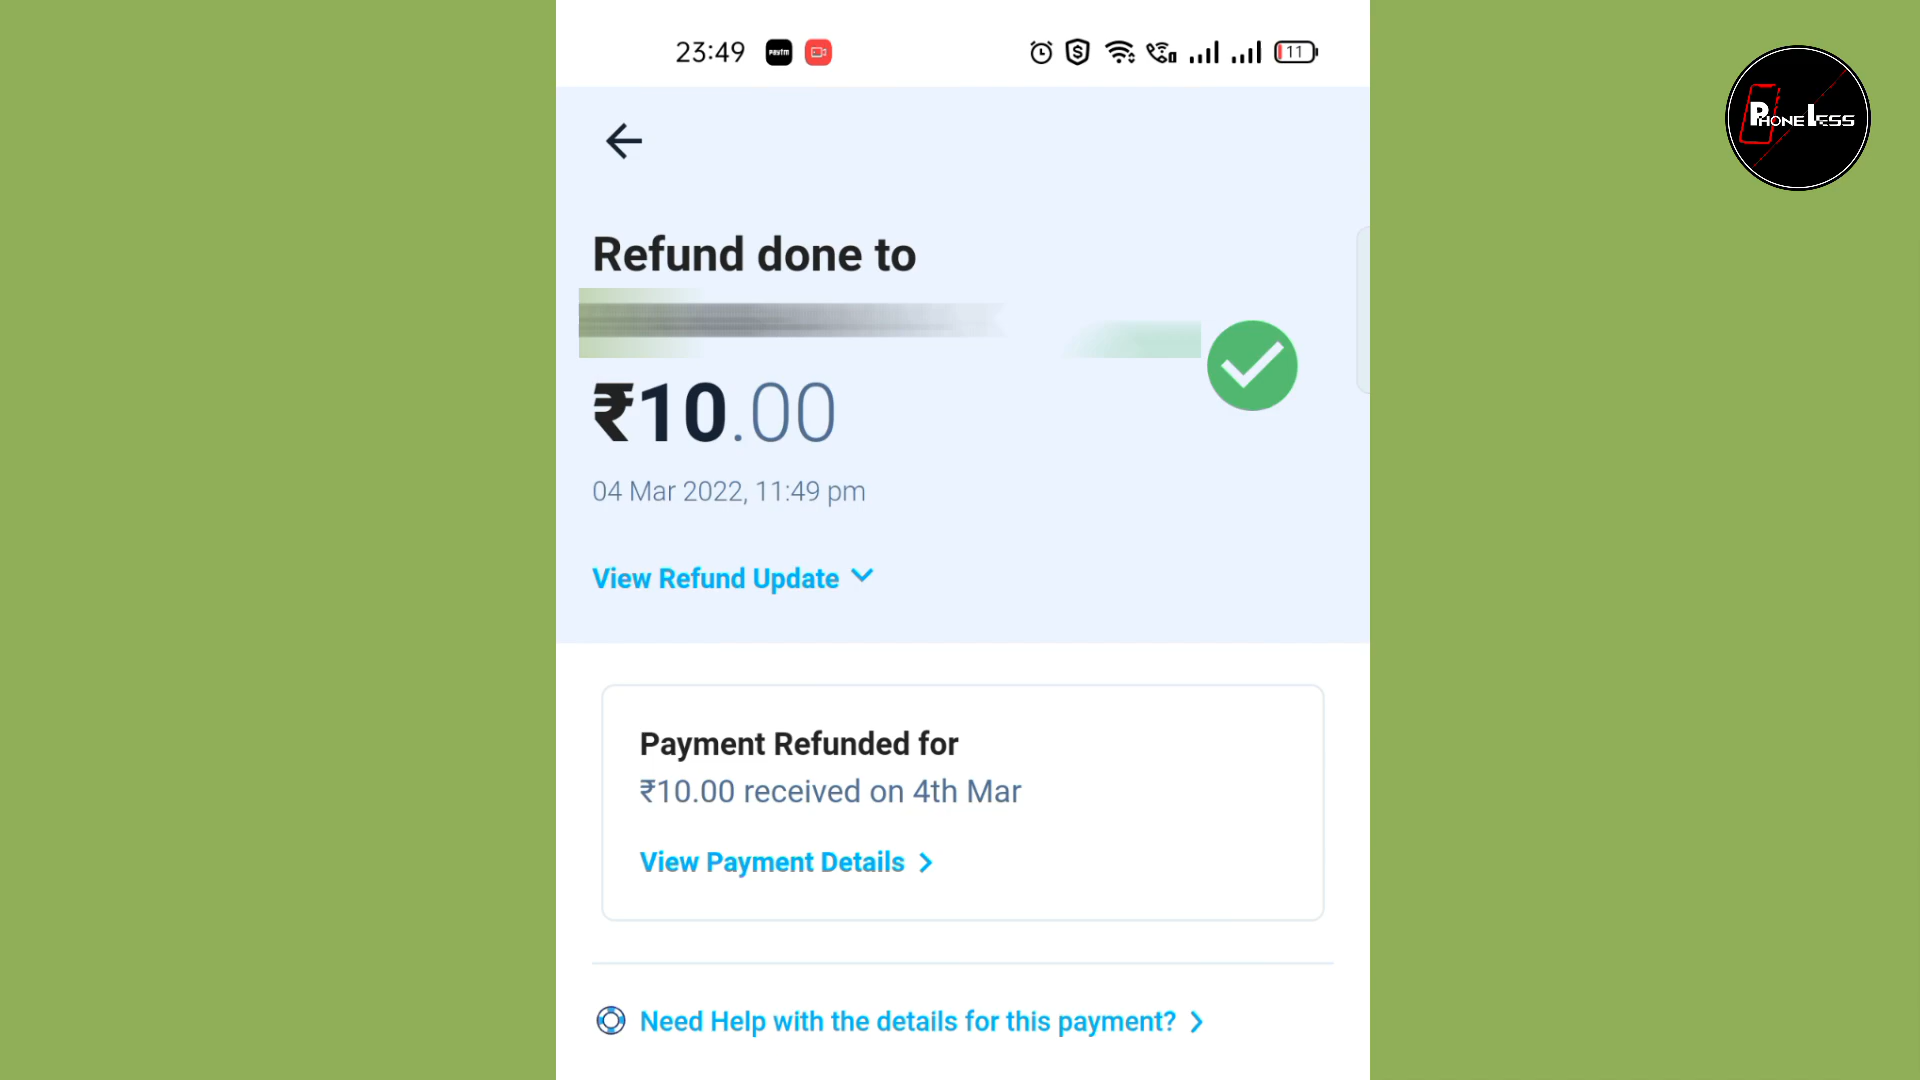 23:49 paytm 11
PHONE LESS
Refund done to
₹10.00
04 Mar 2022, 11:49 pm
View Refund Update
Payment Refunded for
₹10.00 received on 4th Mar
View Payment Details
Need Help with the details for this payment?